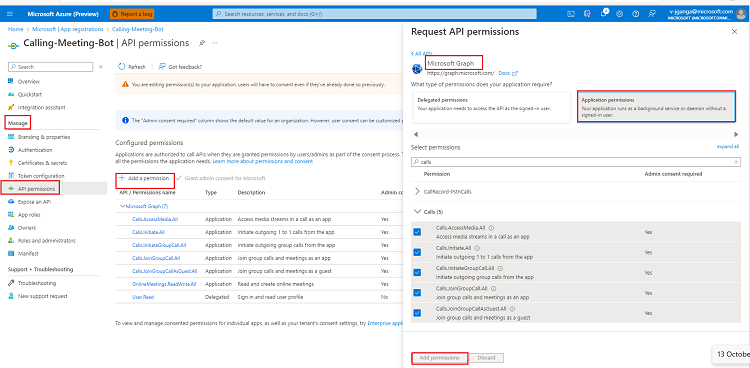 Microsoft Azure (Preview)
Report a bug
Search resources, services, and docs (G+/)
v-jganga@microsoft.com
Home > Microsoft | App registrations > Calling-Meeting-Bot
Calling-Meeting-Bot | API permissions
Search
Overview
Quickstart
Integration assistant
Manage
Branding & properties
Authentication
Certificates & secrets
Token configuration
API permissions
Expose an API
App roles
Owners
Roles and administrators
Manifest
Support + Troubleshooting
Troubleshooting
New support request
Refresh
Got feedback?
You are editing permission(s) to your application, users will have to consent even if they've already done so previously.
The "Admin consent required" column shows the default value for an organization. However, user consent can be customized
Configured permissions
Applications are authorized to call APIs when they are granted permissions by users/admins as part of the consent process.
all the permissions the application needs. Learn more about permissions and consent
Add a permission
Grant admin consent for Microsoft
API / Permissions name Type Description Admin
Microsoft Graph (7)
Calls.AccessMedia.All Application Access media streams in a call as an app Yes
Calls.Initiate.All Application Initiate outgoing 1 to 1 calls from the app Yes
Calls.InitiateGroupCall.All Application Initiate outgoing group calls from the app Yes
Calls.JoinGroupCall.All Application Join group calls and meetings as an app Yes
Calls.JoinGroupCallAsGuest.All Application Join group calls and meetings as a guest Yes
OnlineMeetings.ReadWrite.All Application Read and create online meetings Yes
User.Read Delegated Sign in and read user profile No
To view and manage consented permissions for individual apps, as well as your tenant's consent settings, try Enterprise appli
Request API permissions
All APIs
Microsoft Graph
https://graph.microsoft.com/ Docs
What type of permissions does your application require?
Delegated permissions
Your application needs to access the API as the signed-in user.
Application permissions
Your application runs as a background service or daemon without a
signed-in user.
Select permissions
expand all
calls
Permission Admin consent required
CallRecord-PstnCalls
Calls (5)
Calls.AccessMedia.All Yes
Access media streams in a call as an app
Calls.Initiate.All Yes
Initiate outgoing 1 to 1 calls from the app
Calls.InitiateGroupCall.All Yes
Initiate outgoing group calls from the app
Calls.JoinGroupCall.All Yes
Join group calls and meetings as an app
Calls.JoinGroupCallAsGuest.All Yes
Join group calls and meetings as a guest
Add permissions
Discard
13 Octobe